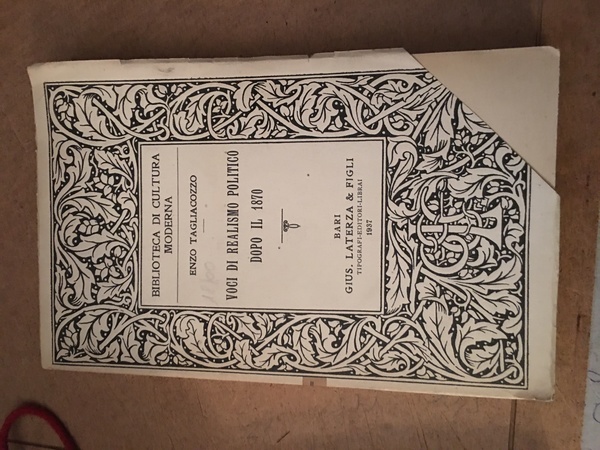 BIBLIOTECA DI CULTURA
MODERNA
ENZO TAGLIACOZZO
VOCI DI REALISMO POLITICO
DOPO IL 1870
BARI
GIUS. LATERZA & FIGLI
TIPOGRAFI-EDITORI-LIBRAI
1937